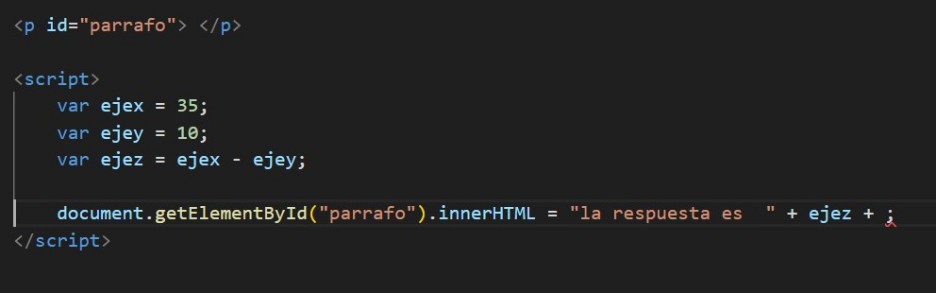 <p id="parrafo"> </p>
<script>
var ejex = 35;
var ejey = 10;
var ejez = ejex - ejey;
document.getElementById("parrafo").innerHTML = "la respuesta es  " + ejez + ;
</script>